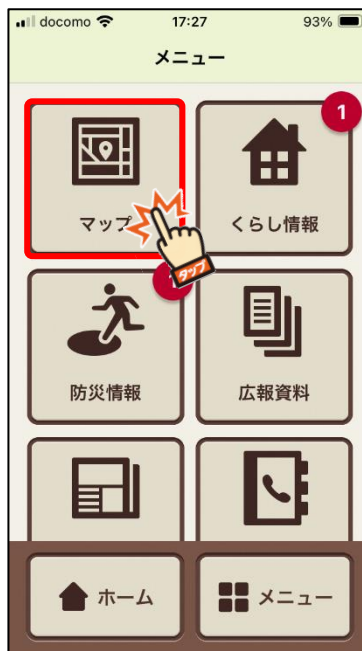 docomo 17:27 93%
メニュー
1
マップ
くらし情報
タップ
1
防災情報
広報資料
ホーム
メニュー